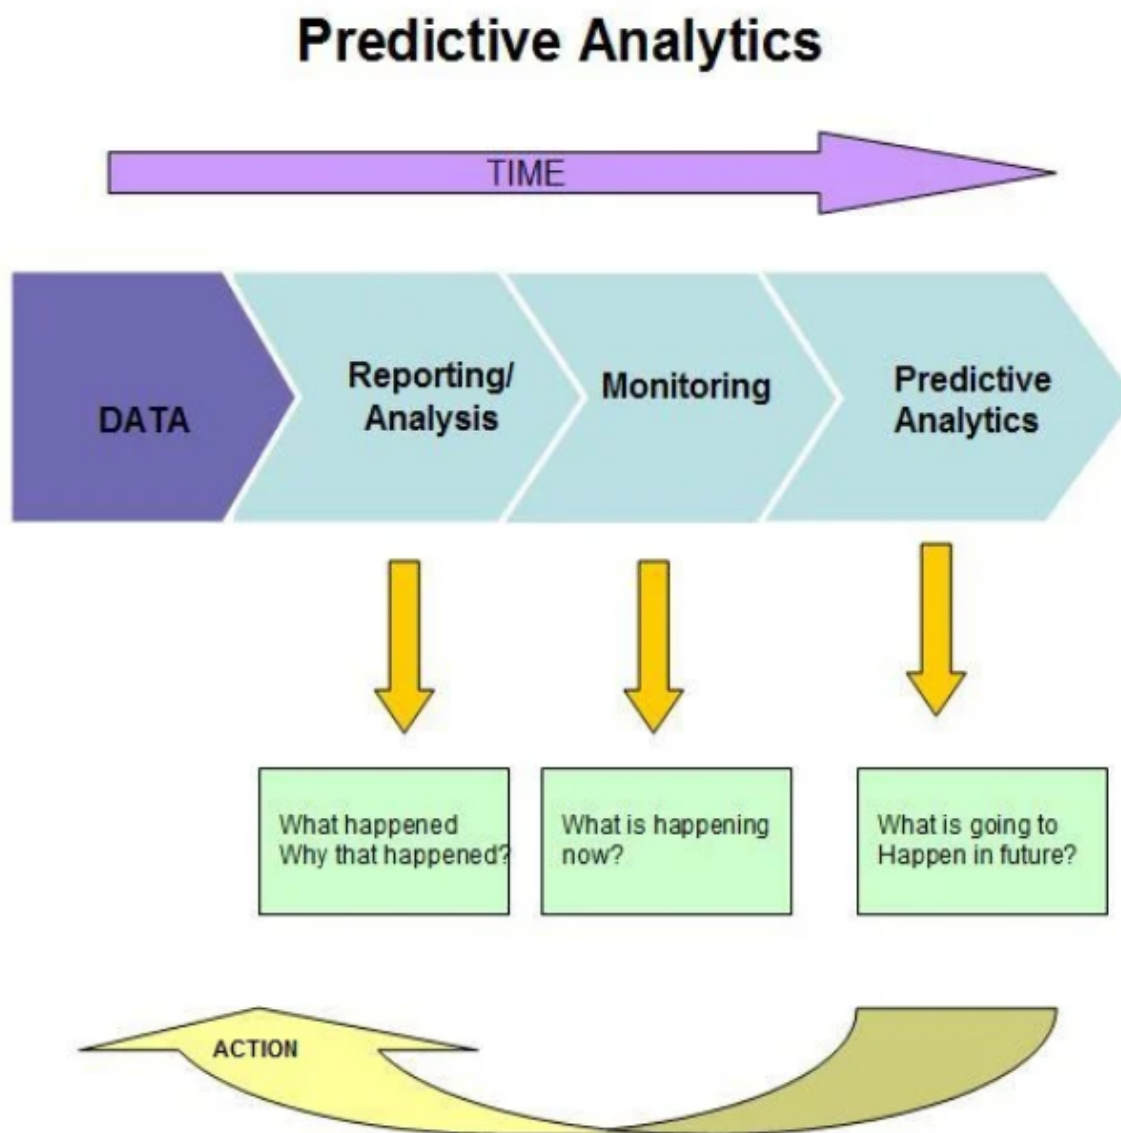 Predictive Analytics
TIME
DATA
Reporting/
Analysis
Monitoring
Predictive
Analytics
What happened
Why that happened?
What is happening
now?
What is going to
Happen in future?
ACTION